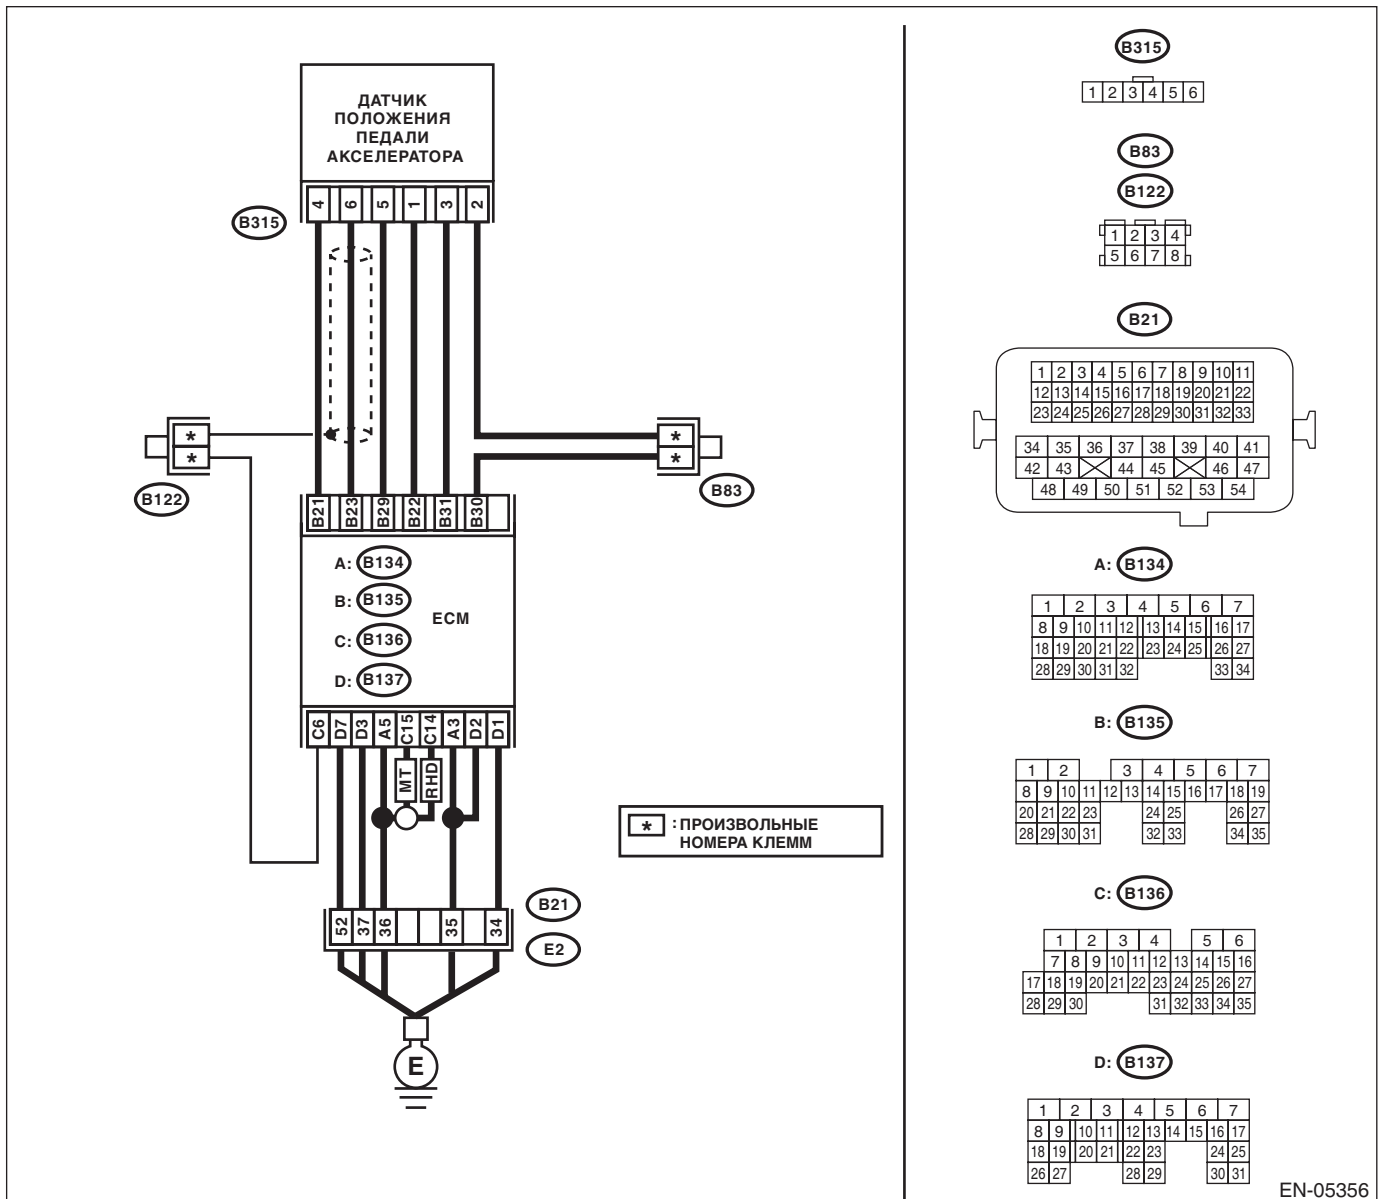 ДАТЧИК
ПОЛОЖЕНИЯ
ПЕДАЛИ
АКСЕЛЕРАТОРА
4 6 5 1 3 2
B315
*
*
B122
*
*
B83
B21 B23 B29 B22 B31 B30
A: B134
B: B135
C: B136
D: B137
ECM
C6 D7 D3 A5 C15 C14 A3 D2 D1
MT RHD
* : ПРОИЗВОЛЬНЫЕ
НОМЕРА КЛЕММ
B21
52 37 36 35 34
E2
E
B315
1 2 3 4 5 6
B83
B122
1 2 3 4
5 6 7 8
B21
1 2 3 4 5 6 7 8 9 10 11
12 13 14 15 16 17 18 19 20 21 22
23 24 25 26 27 28 29 30 31 32 33
34 35 36 37 38 39 40 41
42 43 44 45 46 47
48 49 50 51 52 53 54
A: B134
1 2 3 4 5 6 7
8 9 10 11 12 13 14 15 16 17
18 19 20 21 22 23 24 25 26 27
28 29 30 31 32 33 34
B: B135
1 2 3 4 5 6 7
8 9 10 11 12 13 14 15 16 17 18 19
20 21 22 23 24 25 26 27
28 29 30 31 32 33 34 35
C: B136
1 2 3 4 5 6
7 8 9 10 11 12 13 14 15 16
17 18 19 20 21 22 23 24 25 26 27
28 29 30 31 32 33 34 35
D: B137
1 2 3 4 5 6 7
8 9 10 11 12 13 14 15 16 17
18 19 20 21 22 23 24 25
26 27 28 29 30 31
EN-05356